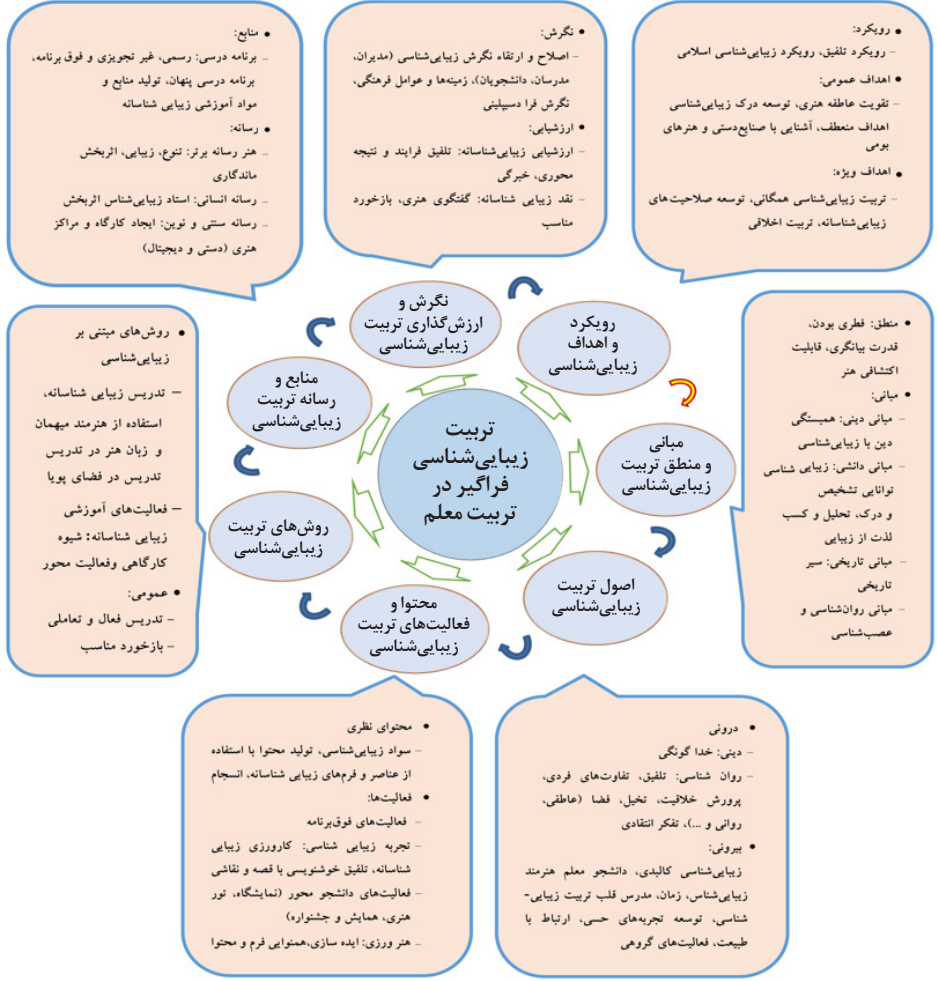 • رویکرد:
– رویکرد تلفیق، رویکرد زیبایی‌شناسی اسلامی
• اهداف عمومی:
– تقویت عاطفه هنری، توسعه درک زیبایی‌شناسی
اهداف منعطف، آشنایی با صنایع‌دستی و هنرهای
بومی
• اهداف ویژه:
– تربیت زیبایی‌شناسی همگانی، توسعه صلاحیت‌های
زیبایی‌شناسانه، تربیت اخلاقی
• نگرش:
– اصلاح و ارتقاء نگرش زیبایی‌شناسی (مدیران،
مدرسان، دانشجویان)، زمینه‌ها و عوامل فرهنگی،
نگرش فرا دسیپلینی
• ارزشیابی:
– ارزشیابی زیبایی‌شناسانه: تلفیق فرایند و نتیجه
محوری، خبرگی
– نقد زیبایی شناسانه: گفتگوی هنری، بازخورد
مناسب
• منابع:
– برنامه درسی: رسمی، غیر تجویزی و فوق‌برنامه،
برنامه درسی پنهان، تولید منابع و
مواد آموزشی زیبایی شناسانه
• رسانه:
– هنر رسانه برتر: تنوع، زیبایی، اثربخش
ماندگاری
– رسانه انسانی: استاد زیبایی‌شناس اثربخش
– رسانه سنتی و نوین: ایجاد کارگاه و مراکز
هنری (دستی و دیجیتال)
• منطق: فطری بودن،
قدرت بیانگری، قابلیت
اکتشافی هنر
• مبانی:
– مبانی دینی: همبستگی
دین با زیبایی‌شناسی
– مبانی دانشی: زیبایی شناسی
توانایی تشخیص
و درک، تحلیل و کسب
لذت از زیبایی
– مبانی تاریخی: سیر
تاریخی
– مبانی روان‌شناسی و
عصب‌شناسی
رویکرد
و اهداف
زیبایی‌شناسی
نگرش و
ارزش‌گذاری تربیت
زیبایی‌شناسی
منابع و
رسانه تربیت
زیبایی‌شناسی
مبانی
و منطق تربیت
زیبایی‌شناسی
تربیت
زیبایی‌شناسی
فراگیر در
تربیت معلم
روش‌های تربیت
زیبایی‌شناسی
اصول تربیت
زیبایی‌شناسی
محتوا و
فعالیت‌های تربیت
زیبایی‌شناسی
• روش‌های مبتنی بر
زیبایی‌شناسی
– تدریس زیبایی شناسانه،
استفاده از هنرمند میهمان
و زبان هنر در تدریس
تدریس در فضای پویا
– فعالیت‌های آموزشی
زیبایی شناسانه: شیوه
کارگاهی وفعالیت محور
• عمومی:
– تدریس فعال و تعاملی
– بازخورد مناسب
• درونی
– دینی: خدا گونگی
– روان شناسی: تلفیق، تفاوت‌های فردی،
پرورش خلاقیت، تخیل، فضا (عاطفی،
روانی و ...)، تفکر انتقادی
• بیرونی:
زیبایی‌شناسی کالبدی، دانشجو معلم هنرمند
زیبایی‌شناس، زمان، مدرس قلب تربیت زیبایی-
شناسی، توسعه تجربه‌های حسی، ارتباط با
طبیعت، فعالیت‌های گروهی
• محتوای نظری
– سواد زیبایی‌شناسی، تولید محتوا با استفاده
از عناصر و فرم‌های زیبایی شناسانه، انسجام
• فعالیت‌ها:
– فعالیت‌های فوق‌برنامه
– تجربه زیبایی شناسی: کارورزی زیبایی
شناسانه، تلفیق خوشنویسی با قصه و نقاشی
– فعالیت‌های دانشجو محور (نمایشگاه، تور
هنری، همایش و جشنواره)
– هنر ورزی: ایده سازی،همنوایی فرم و محتوا